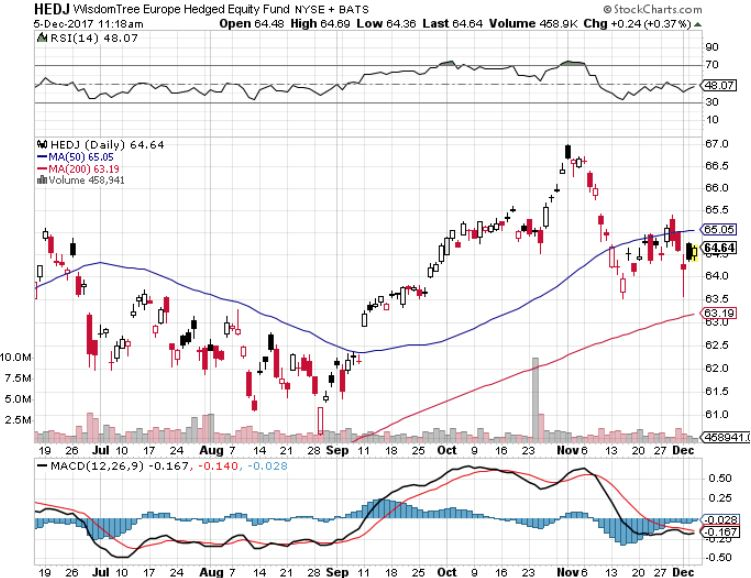 HEDJ WisdomTree Europe Hedged Equity Fund NYSE + BATS © StockCharts.com
5-Dec-2017 11:18am Open 64.48 High 64.69 Low 64.36 Last 64.64 Volume 458.9K Chg +0.24 (+0.37%)
RSI(14) 48.07
90
70
48.07
30
10
HEDJ (Daily) 64.64
MA(50) 65.05
MA(200) 63.19
Volume 458,941
67.0
66.5
66.0
65.5
65.05
64.64
64.0
63.5
63.19
63.0
62.5
62.0
61.5
61.0
10.0M
7.5M
5.0M
2.5M
458941.0
19 26 Jul 10 17 24 Aug 7 14 21 28 Sep 11 18 25 Oct 9 16 23 Nov 6 13 20 27 Dec
MACD(12,26,9) -0.167, -0.140, -0.028
0.50
0.25
-0.028
-0.167
-0.25
-0.50
19 26 Jul 10 17 24 Aug 7 14 21 28 Sep 11 18 25 Oct 9 16 23 Nov 6 13 20 27 Dec